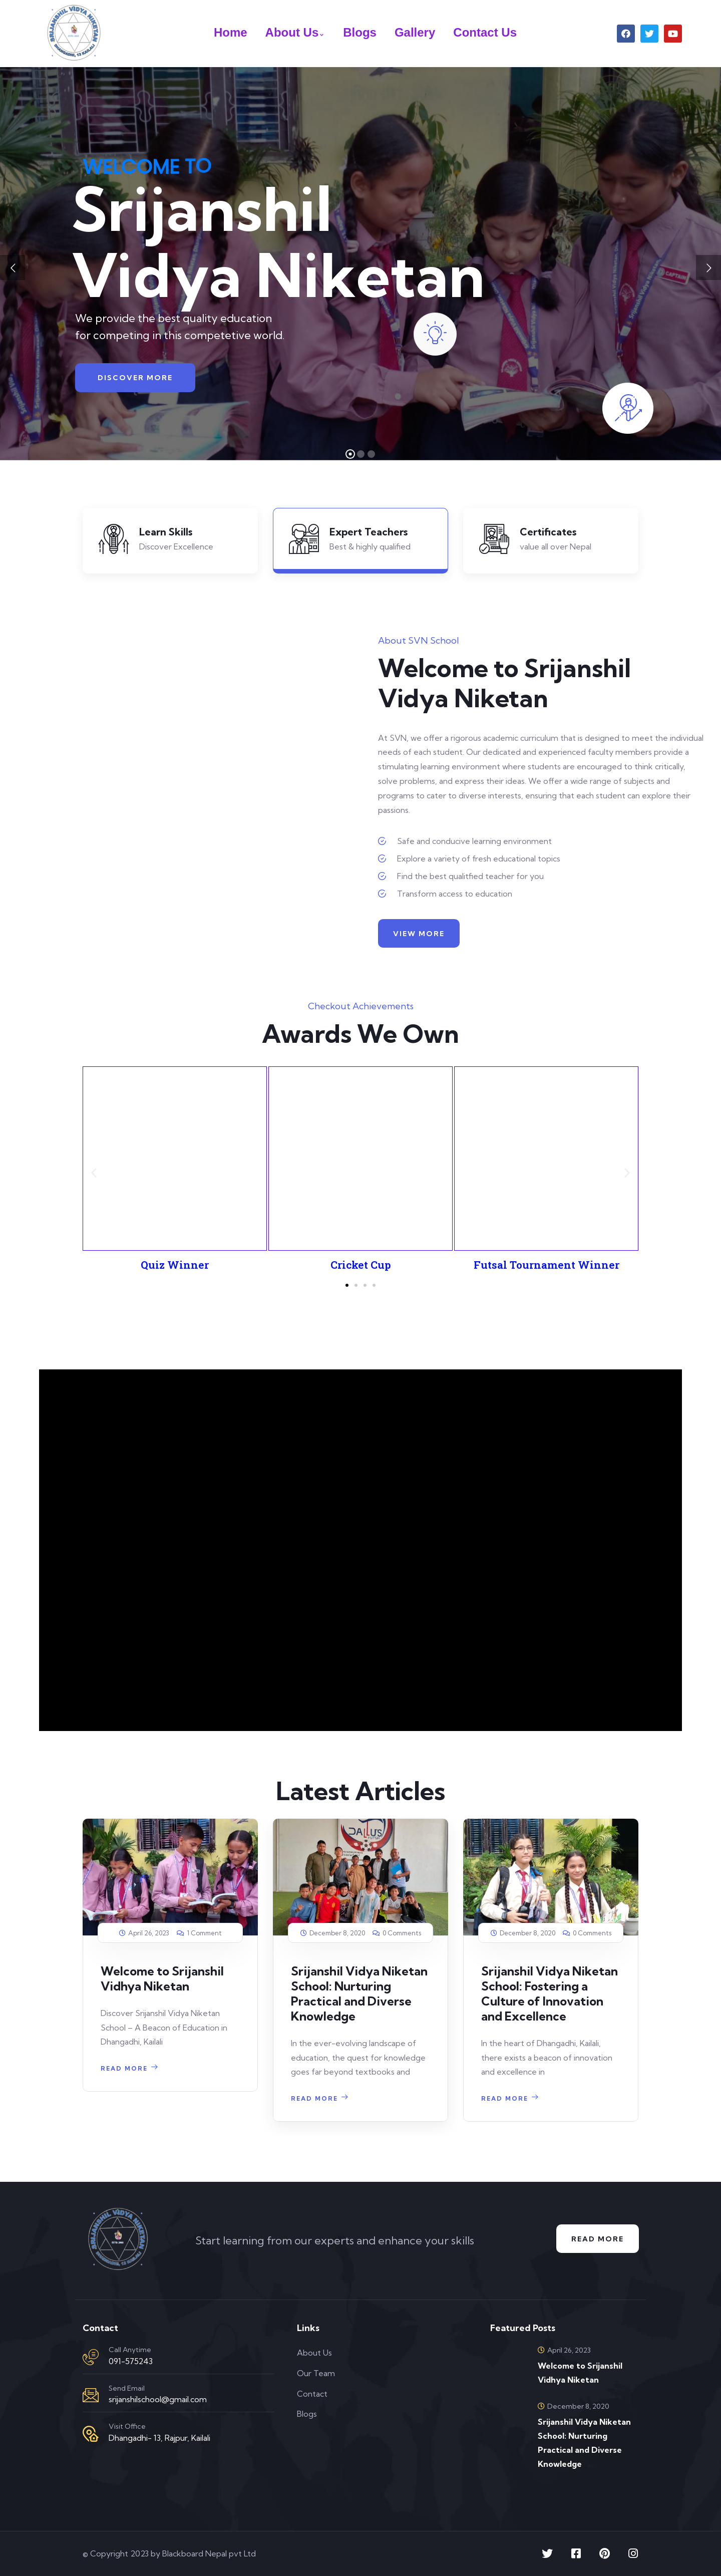 Home About Us Blogs Gallery Contact Us
WELCOME TO
Srijanshil
Vidya Niketan
We provide the best quality education
for competing in this competetive world.
DISCOVER MORE
Learn Skills
Discover Excellence
Expert Teachers
Best & highly qualified
Certificates
value all over Nepal
About SVN School
Welcome to Srijanshil
Vidya Niketan
At SVN, we offer a rigorous academic curriculum that is designed to meet the individual
needs of each student. Our dedicated and experienced faculty members provide a
stimulating learning environment where students are encouraged to think critically,
solve problems, and express their ideas. We offer a wide range of subjects and
programs to cater to diverse interests, ensuring that each student can explore their
passions.
Safe and conducive learning environment
Explore a variety of fresh educational topics
Find the best qualitfied teacher for you
Transform access to education
VIEW MORE
Checkout Achievements
Awards We Own
Quiz Winner
Cricket Cup
Futsal Tournament Winner
Latest Articles
April 26, 2023 1 Comment
Welcome to Srijanshil
Vidhya Niketan
Discover Srijanshil Vidya Niketan
School – A Beacon of Education in
Dhangadhi, Kailali
READ MORE
December 8, 2020 0 Comments
Srijanshil Vidya Niketan
School: Nurturing
Practical and Diverse
Knowledge
In the ever-evolving landscape of
education, the quest for knowledge
goes far beyond textbooks and
READ MORE
December 8, 2020 0 Comments
Srijanshil Vidya Niketan
School: Fostering a
Culture of Innovation
and Excellence
In the heart of Dhangadhi, Kailali,
there exists a beacon of innovation
and excellence in
READ MORE
Start learning from our experts and enhance your skills
READ MORE
Contact
Call Anytime
091-575243
Send Email
srijanshilschool@gmail.com
Visit Office
Dhangadhi- 13, Rajpur, Kailali
Links
About Us
Our Team
Contact
Blogs
Featured Posts
April 26, 2023
Welcome to Srijanshil
Vidhya Niketan
December 8, 2020
Srijanshil Vidya Niketan
School: Nurturing
Practical and Diverse
Knowledge
© Copyright 2023 by Blackboard Nepal pvt Ltd